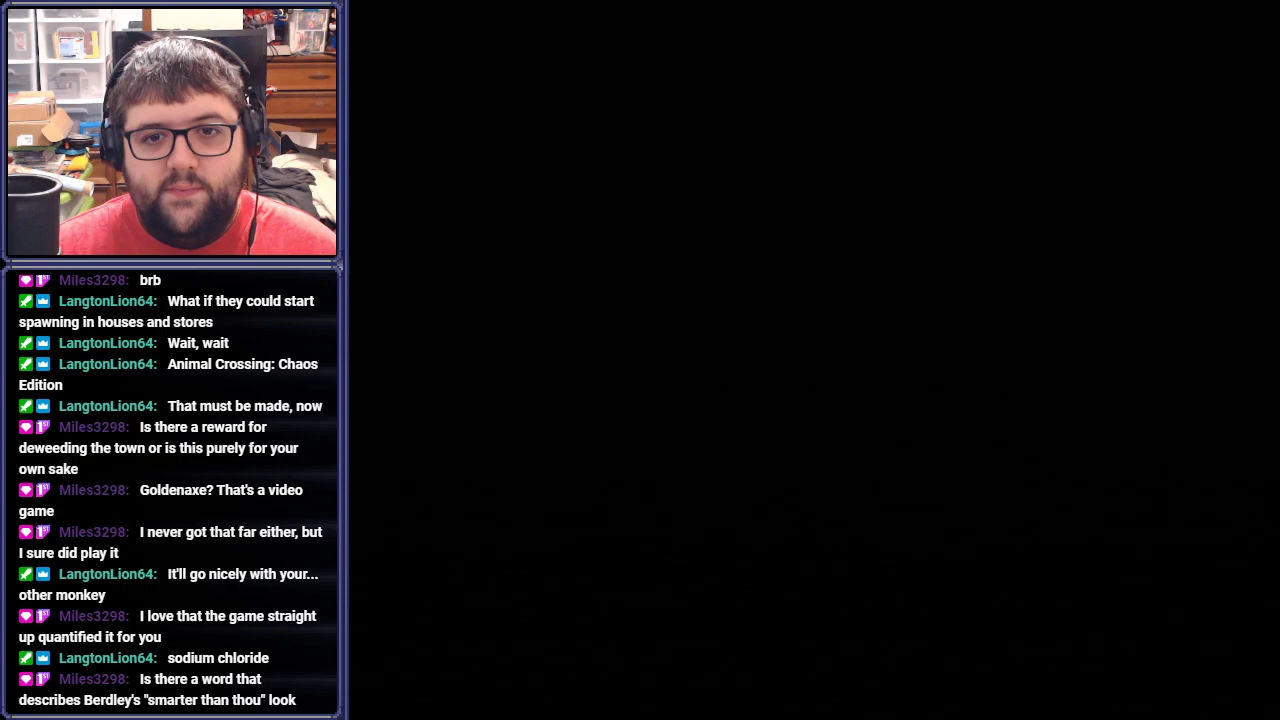 Miles3298: brb
LangtonLion64: What if they could start
spawning in houses and stores
LangtonLion64: Wait, wait
LangtonLion64: Animal Crossing: Chaos
Edition
LangtonLion64: That must be made, now
Miles3298: Is there a reward for
deweeding the town or is this purely for your
own sake
Miles3298: Goldenaxe? That's a video
game
Miles3298: I never got that far either, but
I sure did play it
LangtonLion64: It'll go nicely with your...
other monkey
Miles3298: I love that the game straight
up quantified it for you
LangtonLion64: sodium chloride
Miles3298: Is there a word that
describes Berdley's "smarter than thou" look